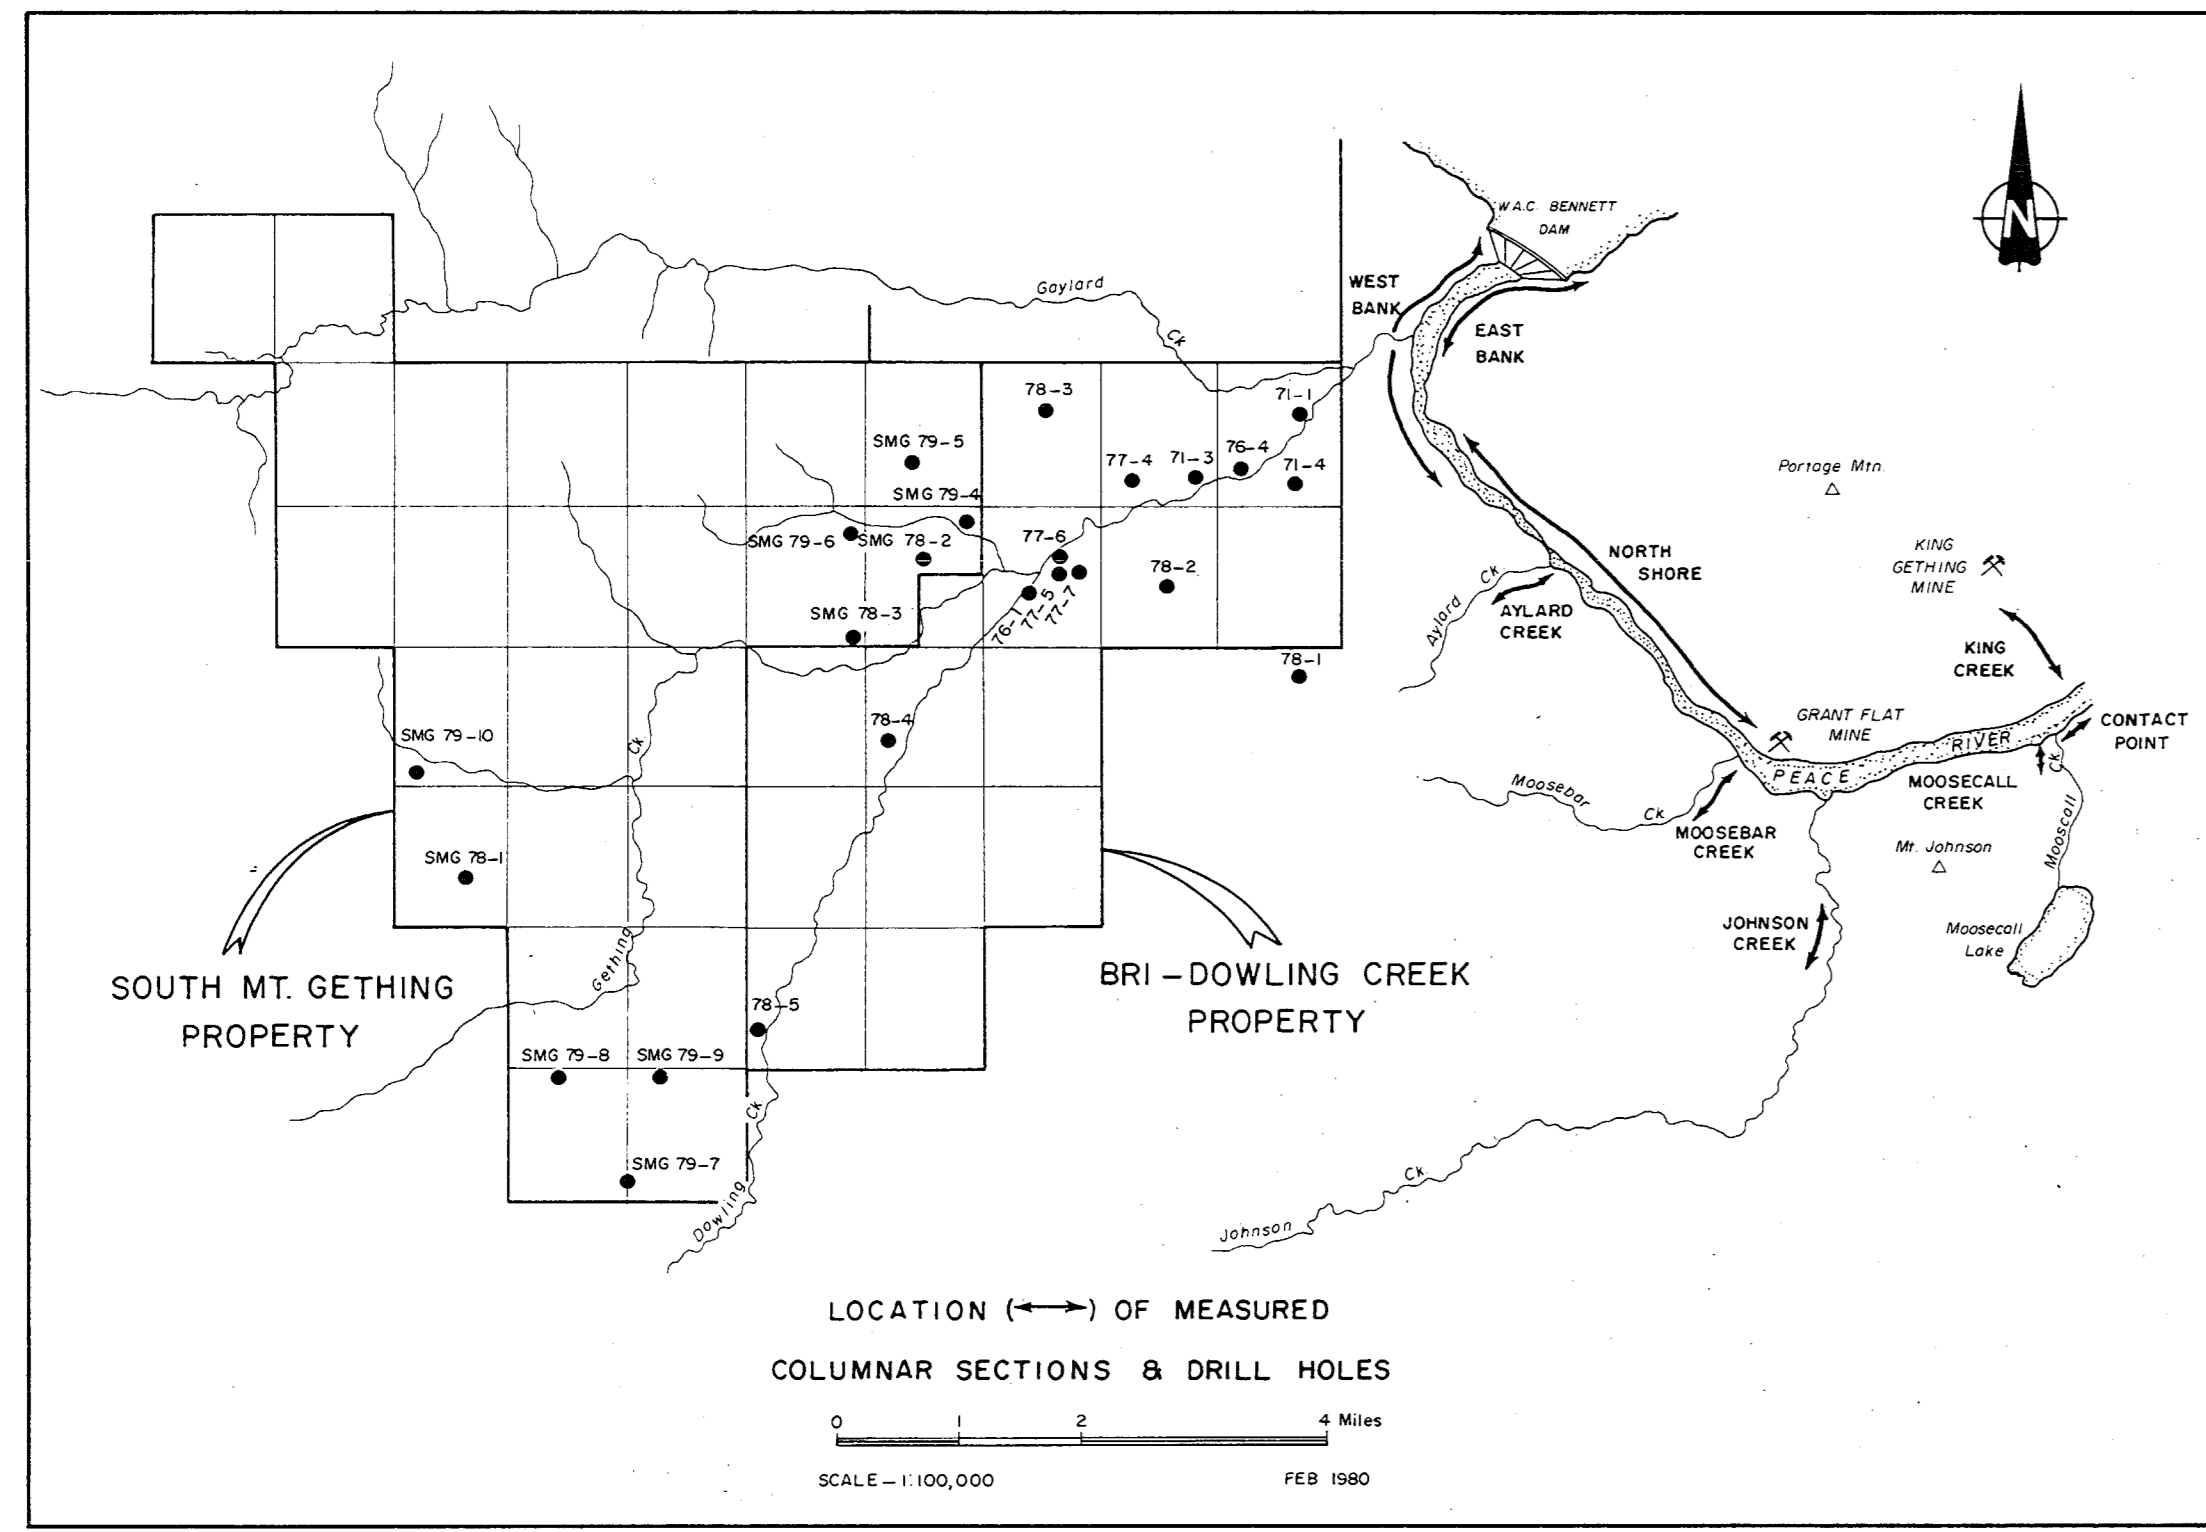 W.A.C. BENNETT
DAM
N
WEST
BANK
EAST
BANK
Gaylard
Ck
78-3
71-1
SMG 79-5
77-4
71-3
76-4
71-4
SMG 79-4
Portage Mtn.
SMG 79-6
SMG 78-2
77-6
78-2
NORTH
SHORE
KING
GETHING
MINE
Aylard
Ck
AYLARD
CREEK
SMG 78-3
76-1
77-5
77-7
78-1
KING
CREEK
SMG 79-10
Ck
78-4
GRANT FLAT
MINE
CONTACT
POINT
PEACE
RIVER
Moosebar
Ck
MOOSECALL
CREEK
Ck
Mooscall
MOOSEBAR
CREEK
Mt. Johnson
SMG 78-1
JOHNSON
CREEK
Moosecall
Lake
Gething
SOUTH MT. GETHING
PROPERTY
BRI-DOWLING CREEK
PROPERTY
78-5
SMG 79-8
SMG 79-9
Ck
SMG 79-7
Dowling
Johnson
Ck
LOCATION (↔) OF MEASURED
COLUMNAR SECTIONS & DRILL HOLES
0 1 2 4 Miles
SCALE-1:100,000
FEB 1980